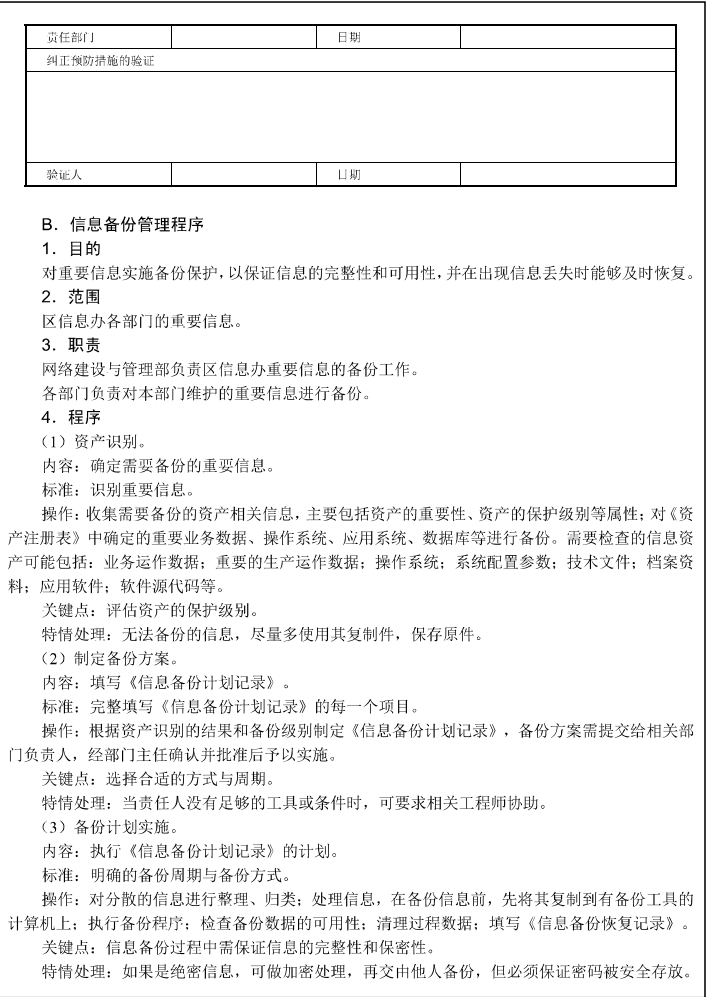 责任部门 日期
纠正预防措施的验证
验证人 日期
B．信息备份管理程序
1．目的
对重要信息实施备份保护，以保证信息的完整性和可用性，并在出现信息丢失时能够及时恢复。
2．范围
区信息办各部门的重要信息。
3．职责
网络建设与管理部负责区信息办重要信息的备份工作。
各部门负责对本部门维护的重要信息进行备份。
4．程序
（1）资产识别。
内容：确定需要备份的重要信息。
标准：识别重要信息。
操作：收集需要备份的资产相关信息，主要包括资产的重要性、资产的保护级别等属性；对《资
产注册表》中确定的重要业务数据、操作系统、应用系统、数据库等进行备份。需要检查的信息资
产可能包括：业务运作数据；重要的生产运作数据；操作系统；系统配置参数；技术文件；档案资
料；应用软件；软件源代码等。
关键点：评估资产的保护级别。
特情处理：无法备份的信息，尽量多使用其复制件，保存原件。
（2）制定备份方案。
内容：填写《信息备份计划记录》。
标准：完整填写《信息备份计划记录》的每一个项目。
操作：根据资产识别的结果和备份级别制定《信息备份计划记录》，备份方案需提交给相关部
门负责人，经部门主任确认并批准后予以实施。
关键点：选择合适的方式与周期。
特情处理：当责任人没有足够的工具或条件时，可要求相关工程师协助。
（3）备份计划实施。
内容：执行《信息备份计划记录》的计划。
标准：明确的备份周期与备份方式。
操作：对分散的信息进行整理、归类；处理信息，在备份信息前，先将其复制到有备份工具的
计算机上；执行备份程序；检查备份数据的可用性；清理过程数据；填写《信息备份恢复记录》。
关键点：信息备份过程中需保证信息的完整性和保密性。
特情处理：如果是绝密信息，可做加密处理，再交由他人备份，但必须保证密码被安全存放。